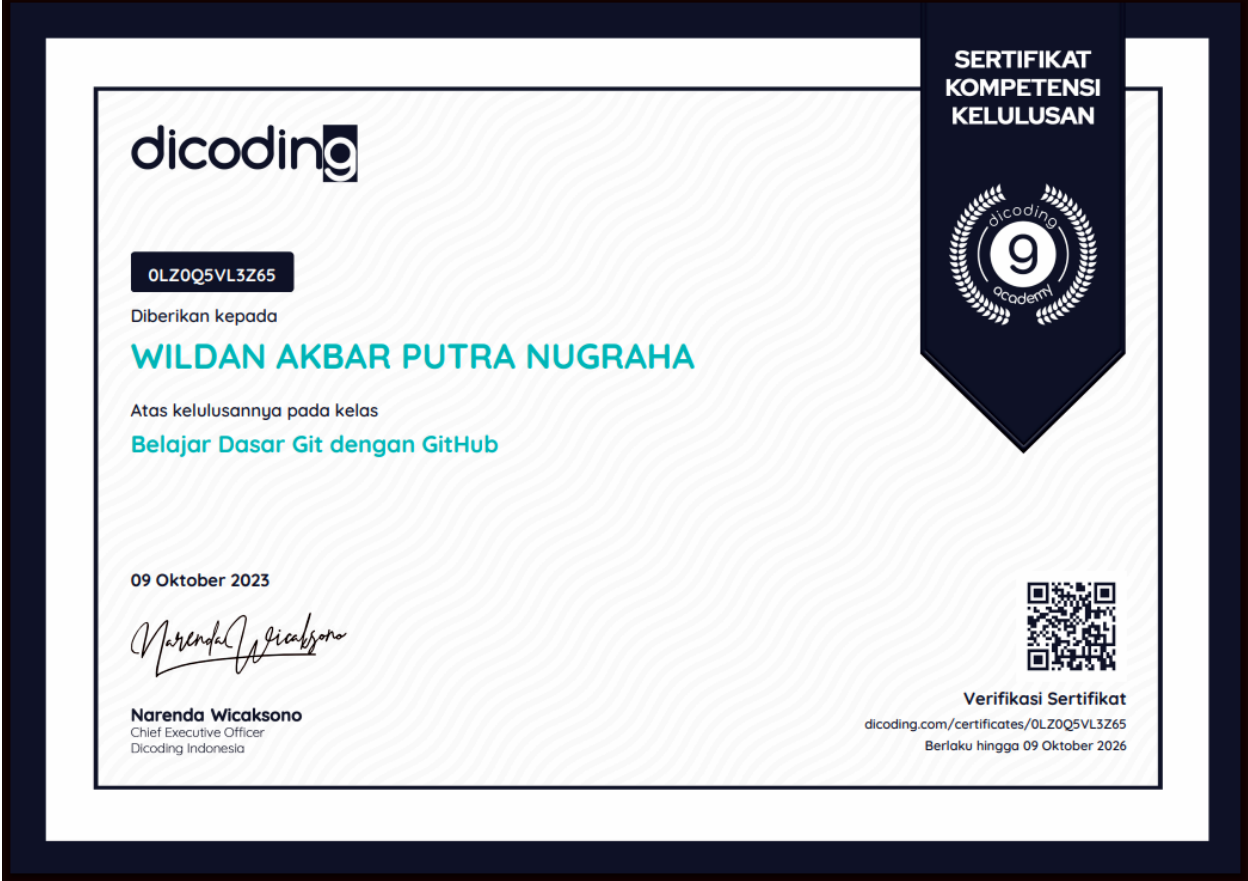 SERTIFIKAT
KOMPETENSI
KELULUSAN
dicoding
dicoding
9
academy
0LZ0Q5VL3Z65
Diberikan kepada
WILDAN AKBAR PUTRA NUGRAHA
Atas kelulusannya pada kelas
Belajar Dasar Git dengan GitHub
09 Oktober 2023
Narenda Wicaksono
Narenda Wicaksono
Chief Executive Officer
Dicoding Indonesia
Verifikasi Sertifikat
dicoding.com/certificates/0LZ0Q5VL3Z65
Berlaku hingga 09 Oktober 2026